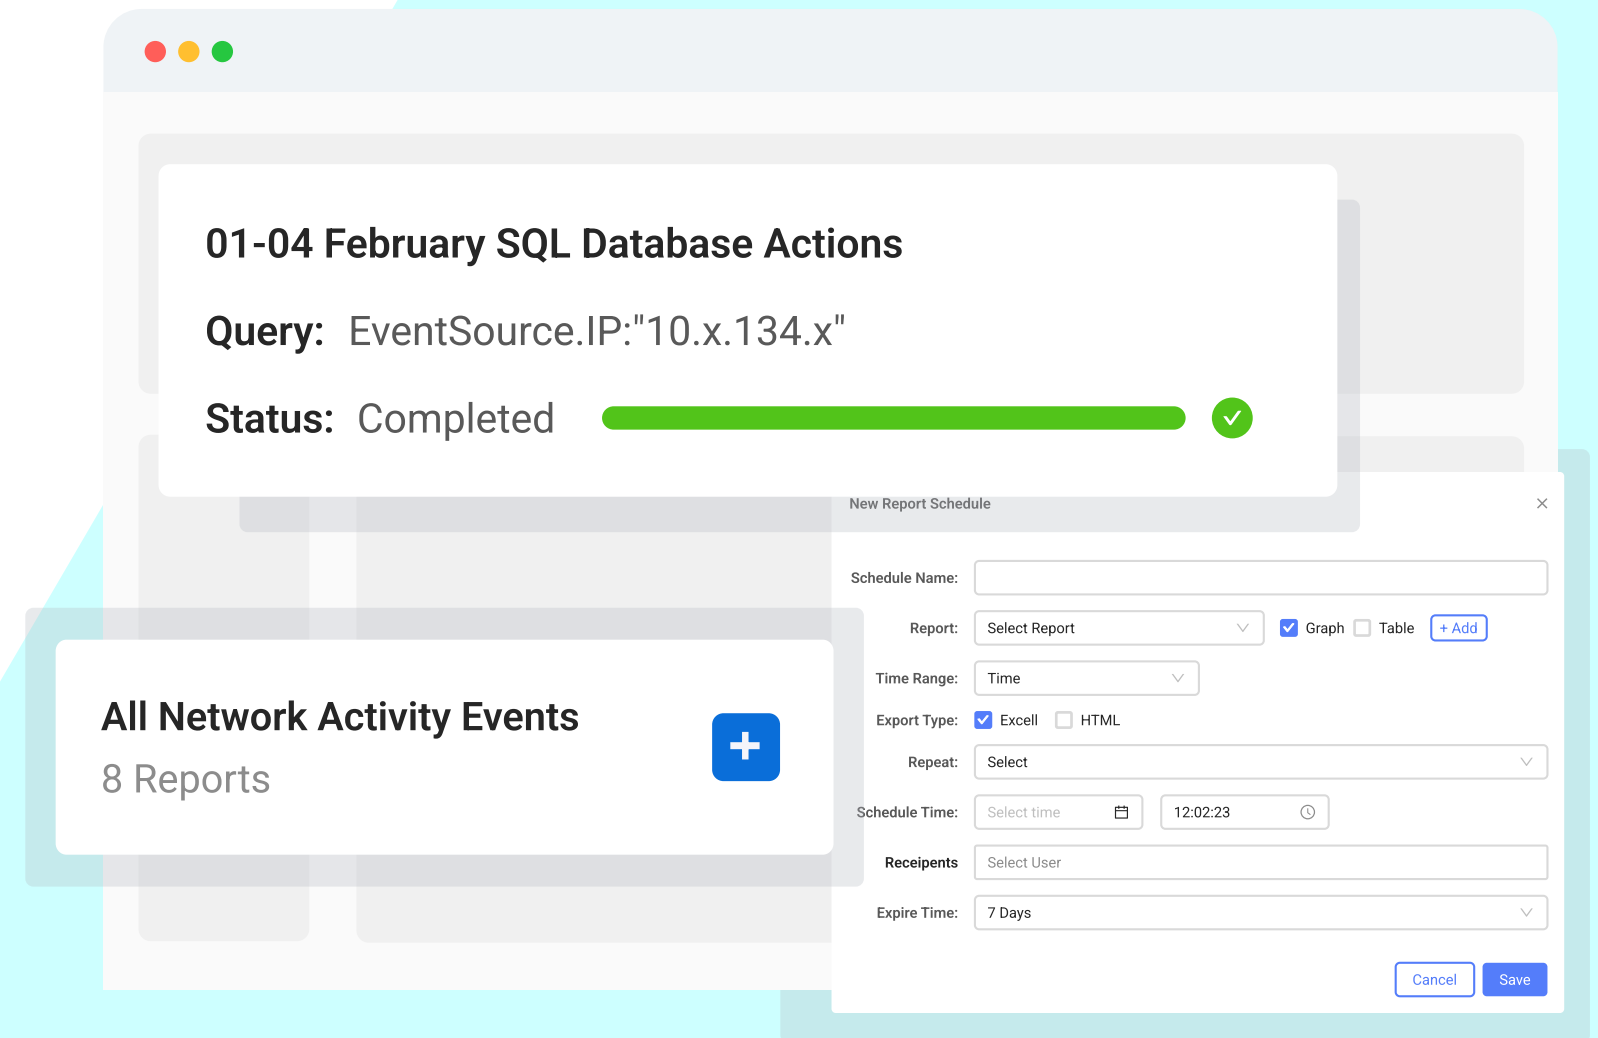 01-04 February SQL Database Actions
Query: EventSource.IP:"10.x.134.x"
Status: Completed
New Report Schedule
Schedule Name:
Report: Select Report Graph Table + Add
Time Range: Time
Export Type: Excell HTML
Repeat: Select
Schedule Time: Select time 12:02:23
Receipents Select User
Expire Time: 7 Days
Cancel Save
All Network Activity Events
8 Reports